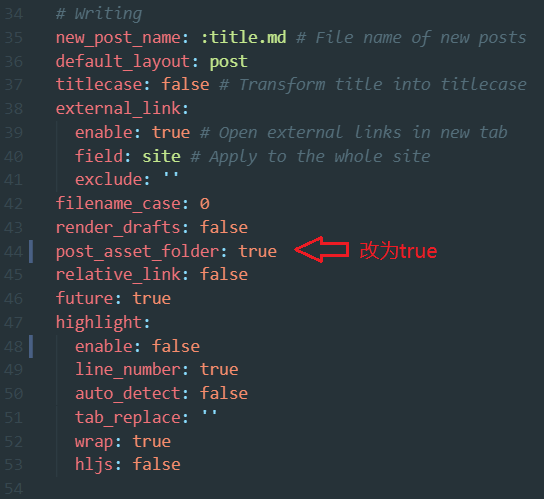 34 # Writing
35 new_post_name: :title.md # File name of new posts
36 default_layout: post
37 titlecase: false # Transform title into titlecase
38 external_link:
39 enable: true # Open external links in new tab
40 field: site # Apply to the whole site
41 exclude: ''
42 filename_case: 0
43 render_drafts: false
44 post_asset_folder: true 改为true
45 relative_link: false
46 future: true
47 highlight:
48 enable: false
49 line_number: true
50 auto_detect: false
51 tab_replace: ''
52 wrap: true
53 hljs: false
54